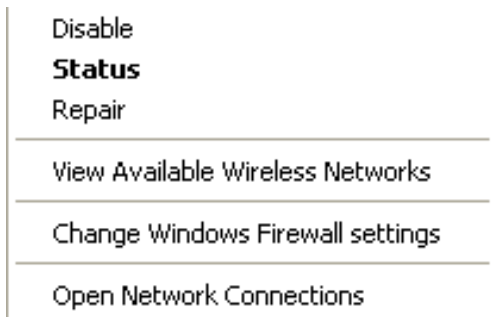 Disable
Status
Repair
View Available Wireless Networks
Change Windows Firewall settings
Open Network Connections